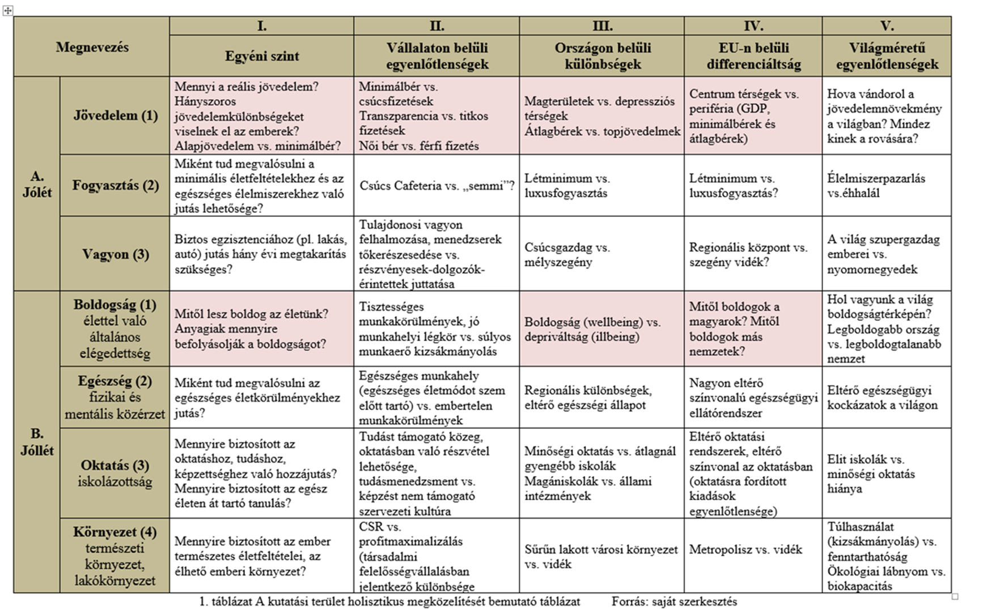 Megnevezés
I.
II.
III.
IV.
V.
Egyéni szint
Vállalaton belüli
egyenlőtlenségek
Országon belüli
különbségek
EU-n belüli
differenciáltság
Világméretű
egyenlőtlenségek
A.
Jólét
Jövedelem (1)
Mennyi a reális jövedelem?
Hányszoros
jövedelemkülönbségeket
viselnek el az emberek?
Alapjövedelem vs. minimálbér?
Minimálbér vs.
csúcsfizetések
Transzparencia vs. titkos
fizetések
Női bér vs. férfi fizetés
Magterületek vs. depressziós
térségek
Átlagbérek vs. topjövedelmek
Centrum térségek vs.
periféria (GDP,
minimálbérek és
átlagbérek)
Hova vándorol a
jövedelemnövekmény
a világban? Mindez
kinek a rovására?
Fogyasztás (2)
Miként tud megvalósulni a
minimális életfeltételekhez és az
egészséges élelmiszerekhez való
jutás lehetősége?
Csúcs Cafeteria vs. „semmi”?
Létminimum vs.
luxusfogyasztás
Létminimum vs.
luxusfogyasztás?
Élelmiszerpazarlás
vs.éhhalál
Vagyon (3)
Biztos egzisztenciához (pl. lakás,
autó) jutás hány évi megtakarítás
szükséges?
Tulajdonosi vagyon
felhalmozása, menedzserek
tőkerészesedése vs.
részvényesek-dolgozók-
érintettek juttatása
Csúcsgazdag vs.
mélyszegény
Regionális központ vs.
szegény vidék?
A világ szupergazdag
emberei vs.
nyomornegyedek
B.
Jóllét
Boldogság (1)
élettel való
általános
elégedettség
Mitől lesz boldog az életünk?
Anyagiak mennyire
befolyásolják a boldogságot?
Tisztességes
munkakörülmények, jó
munkahelyi légkör vs. súlyos
munkaerő kizsákmányolás
Boldogság (wellbeing) vs.
depriváltság (illbeing)
Mitől boldogok a
magyarok? Mitől
boldogok más
nemzetek?
Hol vagyunk a világ
boldogságtérképén?
Legboldogabb ország
vs. legboldogtalanabb
nemzet
Egészség (2)
fizikai és
mentális közérzet
Miként tud megvalósulni az
egészséges életkörülményekhez
jutás?
Egészséges munkahely
(egészséges életmódot szem
előtt tartó) vs. embertelen
munkakörülmények
Regionális különbségek,
eltérő egészségi állapot
Nagyon eltérő
színvonalú egészségügyi
ellátórendszer
Eltérő egészségügyi
kockázatok a világon
Oktatás (3)
iskolázottság
Mennyire biztosított az
oktatáshoz, tudáshoz,
képzettséghez való hozzájutás?
Mennyire biztosított az egész
életen át tartó tanulás?
Tudást támogató közeg,
oktatásban való részvétel
lehetősége,
tudásmenedzsment vs.
képzést nem támogató
szervezeti kultúra
Minőségi oktatás vs. átlagnál
gyengébb iskolák
Magániskolák vs. állami
intézmények
Eltérő oktatási
rendszerek, eltérő
színvonal az oktatásban
(oktatásra fordított
kiadások
egyenlőtlensége)
Elit iskolák vs.
minőségi oktatás
hiánya
Környezet (4)
természeti
környezet,
lakókörnyezet
Mennyire biztosított az ember
természetes életfeltételei, az
élhető emberi környezet?
CSR vs.
profitmaximalizálás
(társadalmi
felelősségvállalásban
jelentkező különbsége
Sűrűn lakott városi környezet
vs. vidék
Metropolisz vs. vidék
Túlhasználat
(kizsákmányolás) vs.
fenntarthatóság
Ökológiai lábnyom vs.
biokapacitás
1. táblázat A kutatási terület holisztikus megközelítését bemutató táblázat Forrás: saját szerkesztés